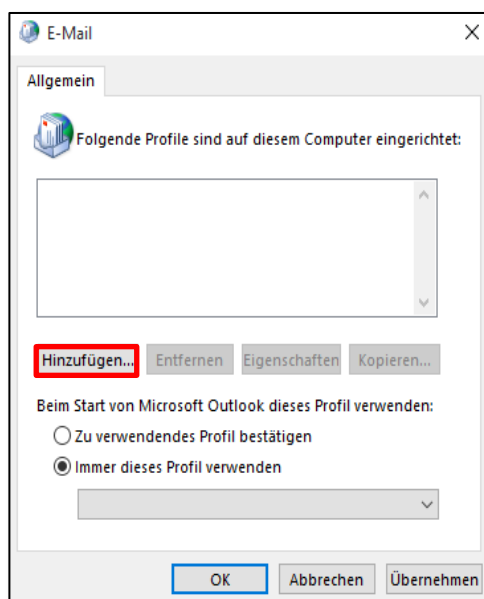 E-Mail
Allgemein
Folgende Profile sind auf diesem Computer eingerichtet:
Hinzufügen... Entfernen Eigenschaften Kopieren...
Beim Start von Microsoft Outlook dieses Profil verwenden:
Zu verwendendes Profil bestätigen
Immer dieses Profil verwenden
OK Abbrechen Übernehmen